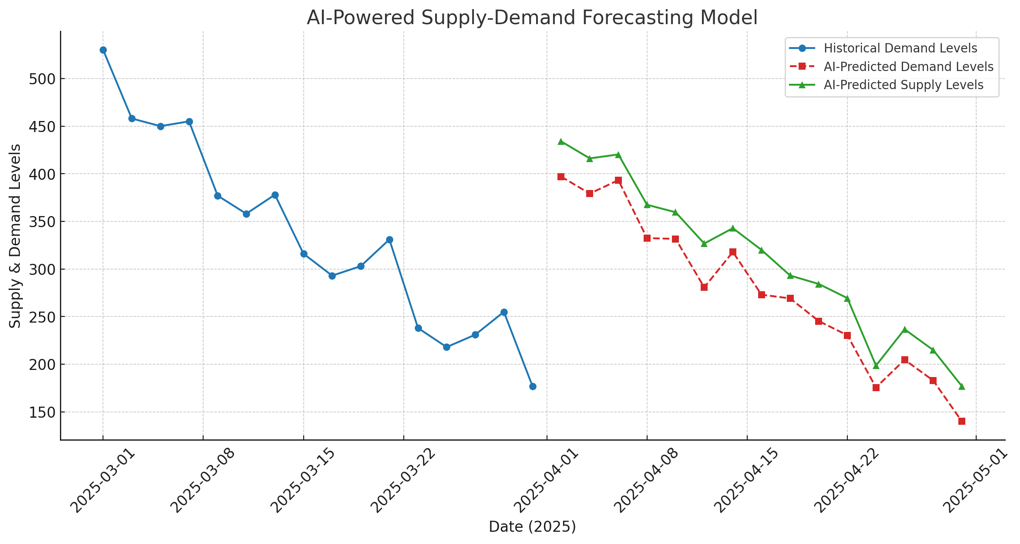 AI-Powered Supply-Demand Forecasting Model
Historical Demand Levels
AI-Predicted Demand Levels
AI-Predicted Supply Levels
Supply & Demand Levels
500
450
400
350
300
250
200
150
2025-03-01
2025-03-08
2025-03-15
2025-03-22
2025-04-01
2025-04-08
2025-04-15
2025-04-22
2025-05-01
Date (2025)